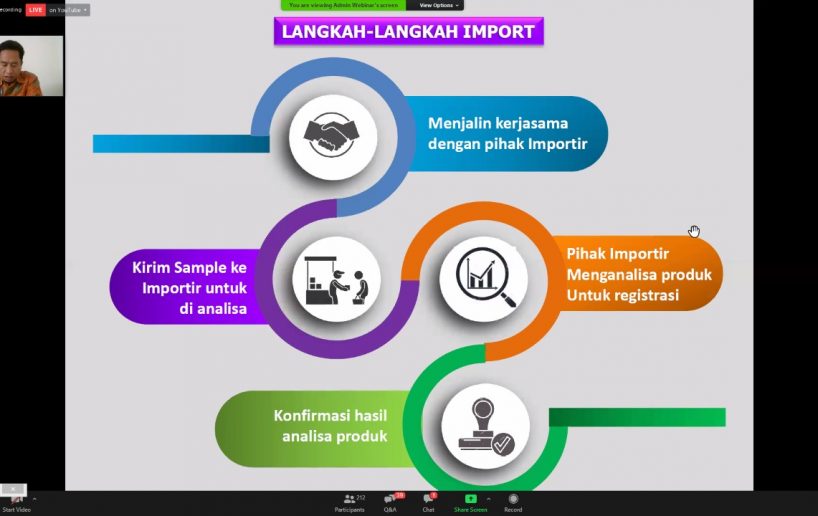 ecording LIVE on YouTube
You are viewing Admin Webinar's screen View Options
LANGKAH-LANGKAH IMPORT
Menjalin kerjasama
dengan pihak Importir
Kirim Sample ke
Importir untuk
di analisa
Pihak Importir
Menganalisa produk
Untuk registrasi
Konfirmasi hasil
analisa produk
212
Start Video Participants Q&A Chat Share Screen Record